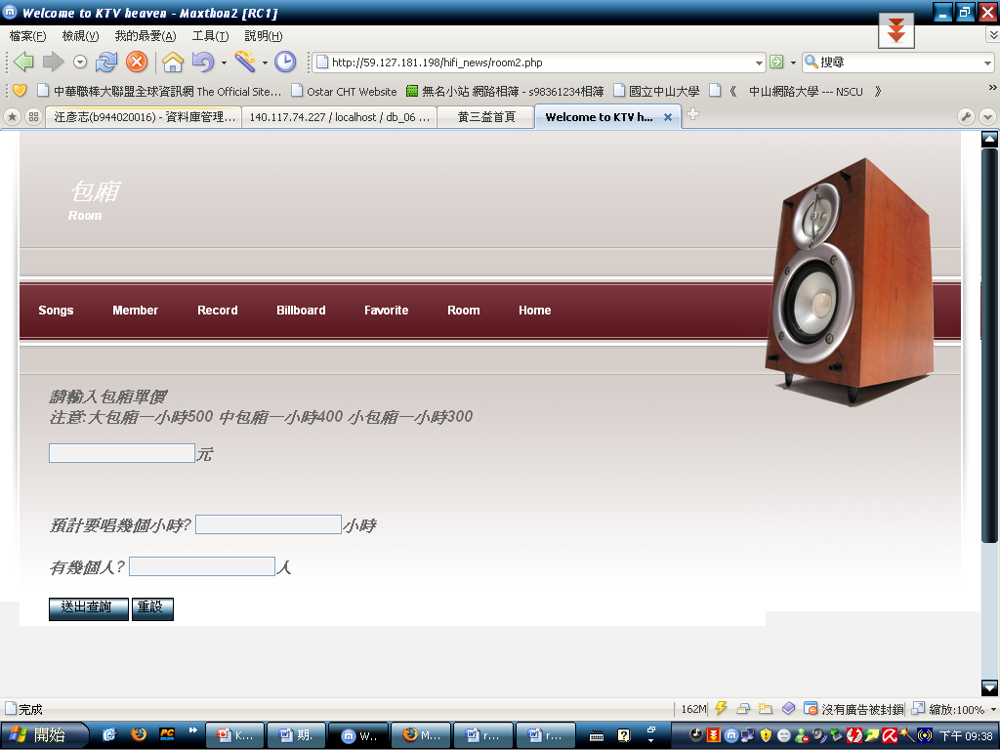 Welcome to KTV heaven - Maxthon2 [RC1]
檔案(F) 檢視(V) 我的最愛(A) 工具(T) 說明(H)
http://59.127.181.198/hifi_news/room2.php 搜尋
中華職棒大聯盟全球資訊網 The Official Site... Ostar CHT Website 無名小站 網路相簿 - s98361234相簿 國立中山大學 《 中山網路大學 --- NSCU 》 »
汪彥志(b944020016) - 資料庫管理... 140.117.74.227 / localhost / db_06 ... 黃三益首頁 Welcome to KTV h...
包廂
Room
Songs Member Record Billboard Favorite Room Home
請輸入包廂單價
注意:大包廂一小時500 中包廂一小時400 小包廂一小時300
元
預計要唱幾個小時? 小時
有幾個人? 人
送出查詢 重設
完成 162M 沒有廣告被封鎖 縮放:100%
開始 PC » K... 期... W... M... r... r... 下午 09:38